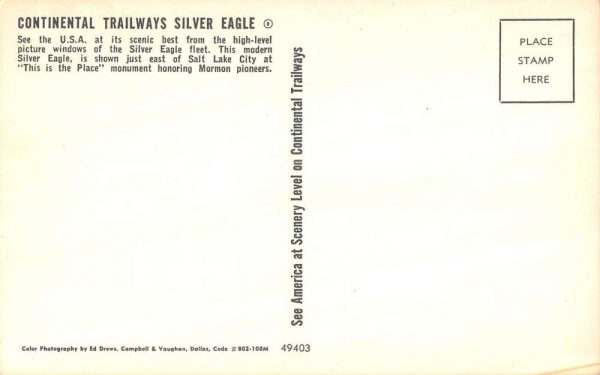 CONTINENTAL TRAILWAYS SILVER EAGLE ®
See the U.S.A. at its scenic best from the high-level
picture windows of the Silver Eagle fleet. This modern
Silver Eagle, is shown just east of Salt Lake City at
"This is the Place" monument honoring Mormon pioneers.
PLACE
STAMP
HERE
See America at Scenery Level on Continental Trailways
Color Photography by Ed Drews, Campbell & Vaughan, Dallas, Code # 802-100M
49403